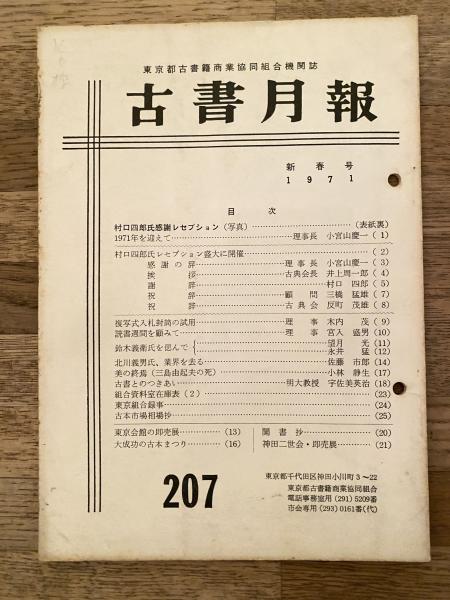 東京都古書籍商業協同組合機関誌
古書月報
新春号
1971
目次
村口四郎氏感謝レセプション(写真)…………………(表紙裏)
1971年を迎えて……………………理事長 小宮山慶一(1)
村口四郎氏レセプション盛大に開催……………………(2)
感謝の辞……………理事長 小宮山慶一(3)
挨拶……………古典会長 井上周一郎(4)
謝辞……………村口四郎(5)
祝辞……………顧問 三橋猛雄(7)
祝辞……………古典会 反町茂雄(8)
複写式入札封筒の試用……………理事 木内茂(9)
読書週間を顧みて……………理事 宮入盛男(10)
鈴木義衛氏を偲んで……………望月光(11)
永井猛(12)
北川義男氏、業界を去る……………佐藤市郎(14)
美の終焉(三島由起夫の死)……………小林静生(17)
古書とのつきあい……………明大教授 宇佐美英治(18)
組合資料室在庫表(2)……………(23)
東京組合録事……………(24)
古本市場相場抄……………(25)
東京会館の即売展…………(13)
大成功の古本まつり…………(16)
聞書抄……………(20)
神田二世会・即売展…………(21)
207
東京都千代田区神田小川町3〜22
東京都古書籍商業協同組合
電話事務室用(291)5209番
市会専用(293)0161番(代)